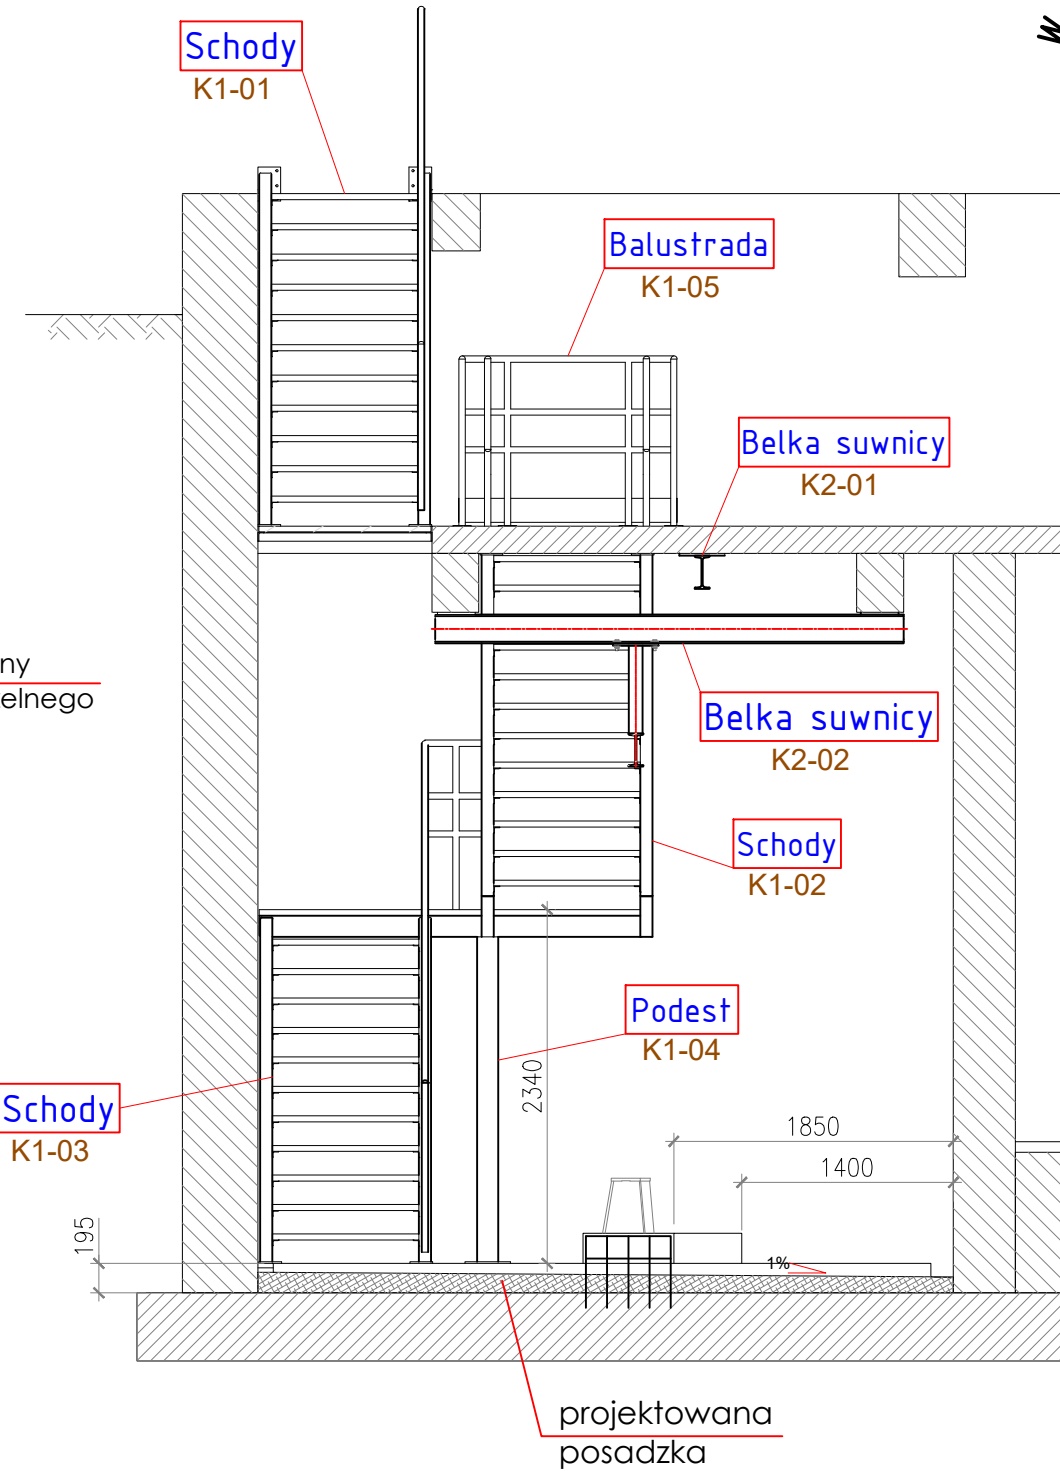 Schody
K1-01
Balustrada
K1-05
Belka suwnicy
K2-01
ny
elnego
Belka suwnicy
K2-02
Schody
K1-02
Podest
K1-04
2340
Schody
K1-03
1850
1400
195
1%
projektowana
posadzka